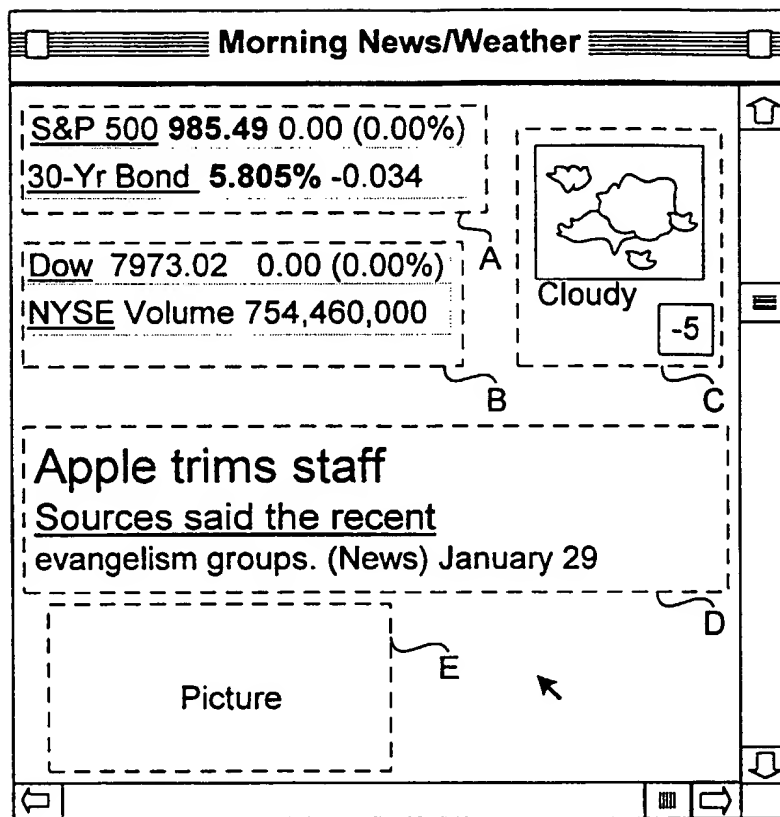 Morning News/Weather
S&P 500 985.49 0.00 (0.00%)
30-Yr Bond 5.805% -0.034
A
Dow 7973.02 0.00 (0.00%)
NYSE Volume 754,460,000
B
Cloudy
-5
C
Apple trims staff
Sources said the recent
evangelism groups. (News) January 29
D
Picture
E